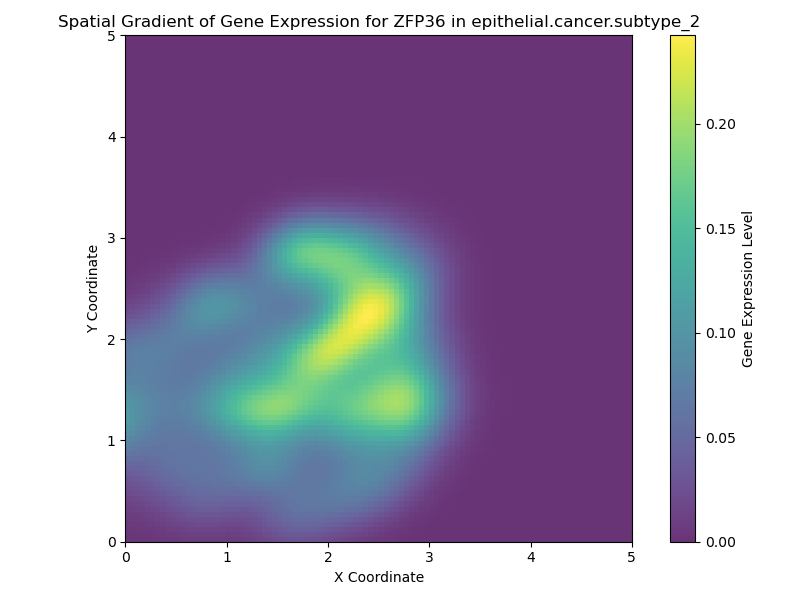 Spatial Gradient of Gene Expression for ZFP36 in epithelial.cancer.subtype_2
5
4
3
2
1
0
Y Coordinate
0 1 2 3 4 5
X Coordinate
0.20
0.15
0.10
0.05
0.00
Gene Expression Level